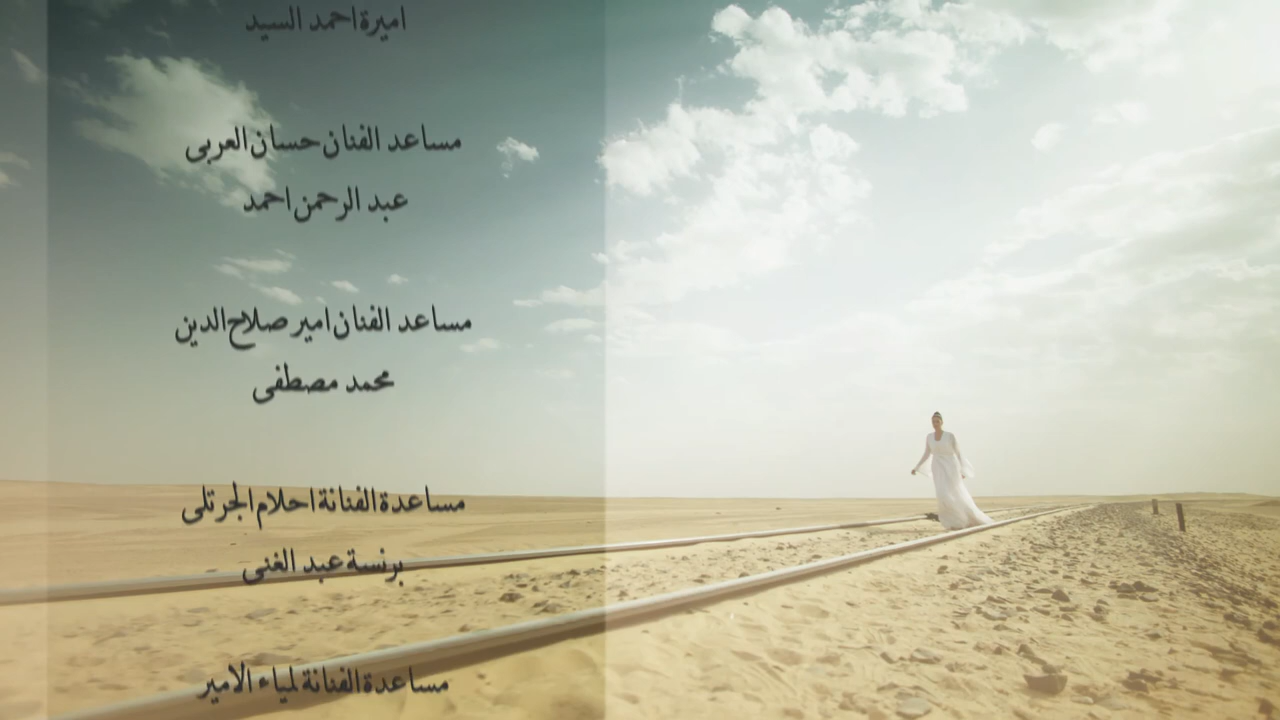 اميرة احمد السيد
مساعد الفنان حسان العربى
عبد الرحمن احمد
مساعد الفنان امير صلاح الدين
محمد مصطفى
مساعدة الفنانة احلام الجرتلى
برنسة عبد الغنى
مساعدة الفنانة لمياء الامير